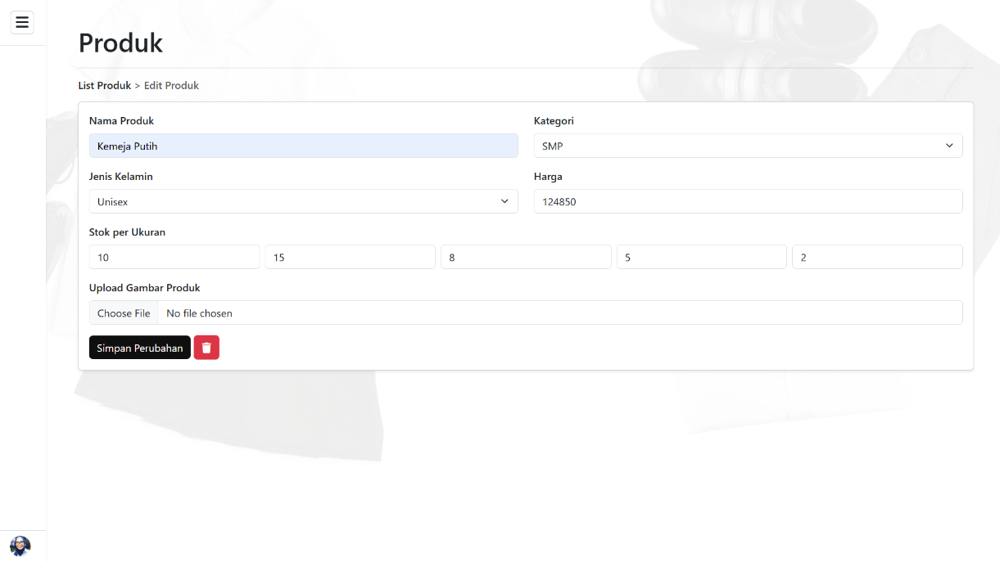 Produk
List Produk > Edit Produk
Nama Produk
Kemeja Putih
Kategori
SMP
Jenis Kelamin
Unisex
Harga
124850
Stok per Ukuran
10
15
8
5
2
Upload Gambar Produk
Choose File No file chosen
Simpan Perubahan